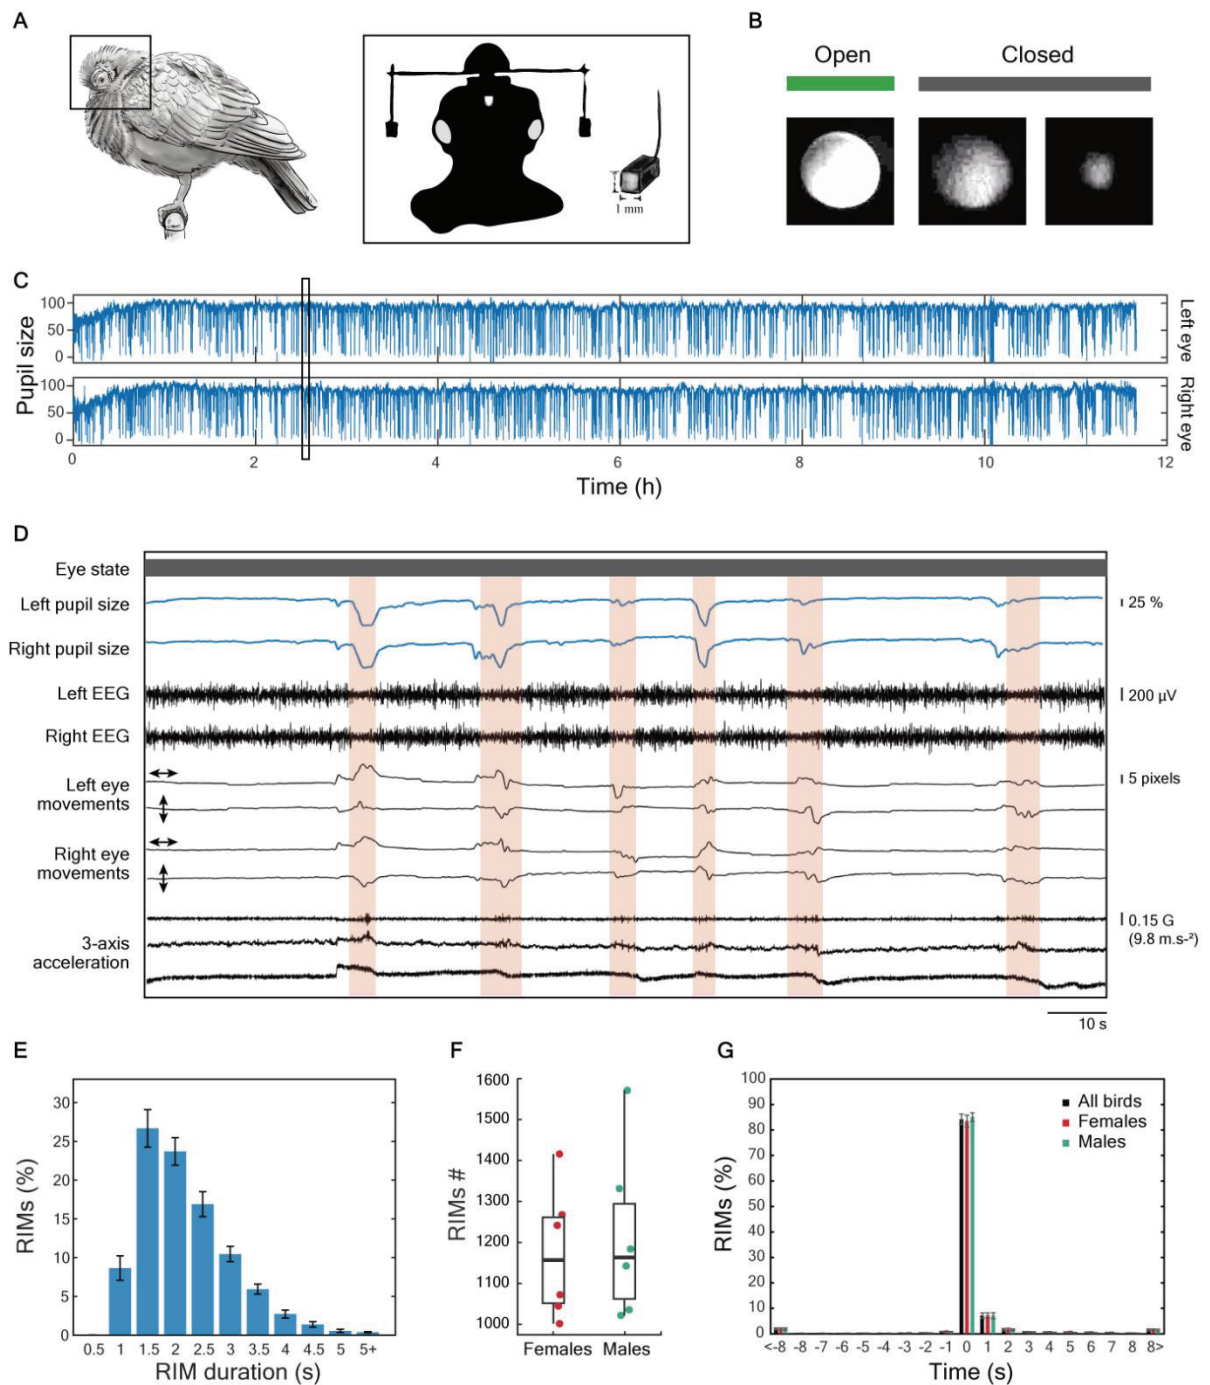 A
B
Open
Closed
1 mm
C
Pupil size
100
50
0
Left eye
100
50
0
Right eye
0 2 4 6 8 10 12
Time (h)
D
Eye state
Left pupil size
25 %
Right pupil size
Left EEG
200 µV
Right EEG
Left eye
movements
5 pixels
Right eye
movements
3-axis
acceleration
0.15 G
(9.8 m.s-²)
10 s
E
RIMs (%)
30
25
20
15
10
5
0
0.5 1 1.5 2 2.5 3 3.5 4 4.5 5 5+
RIM duration (s)
F
RIMs #
1600
1500
1400
1300
1200
1100
1000
Females Males
G
RIMs (%)
100
90
80
70
60
50
40
30
20
10
0
All birds
Females
Males
<-8 -8 -7 -6 -5 -4 -3 -2 -1 0 1 2 3 4 5 6 7 8 8>
Time (s)